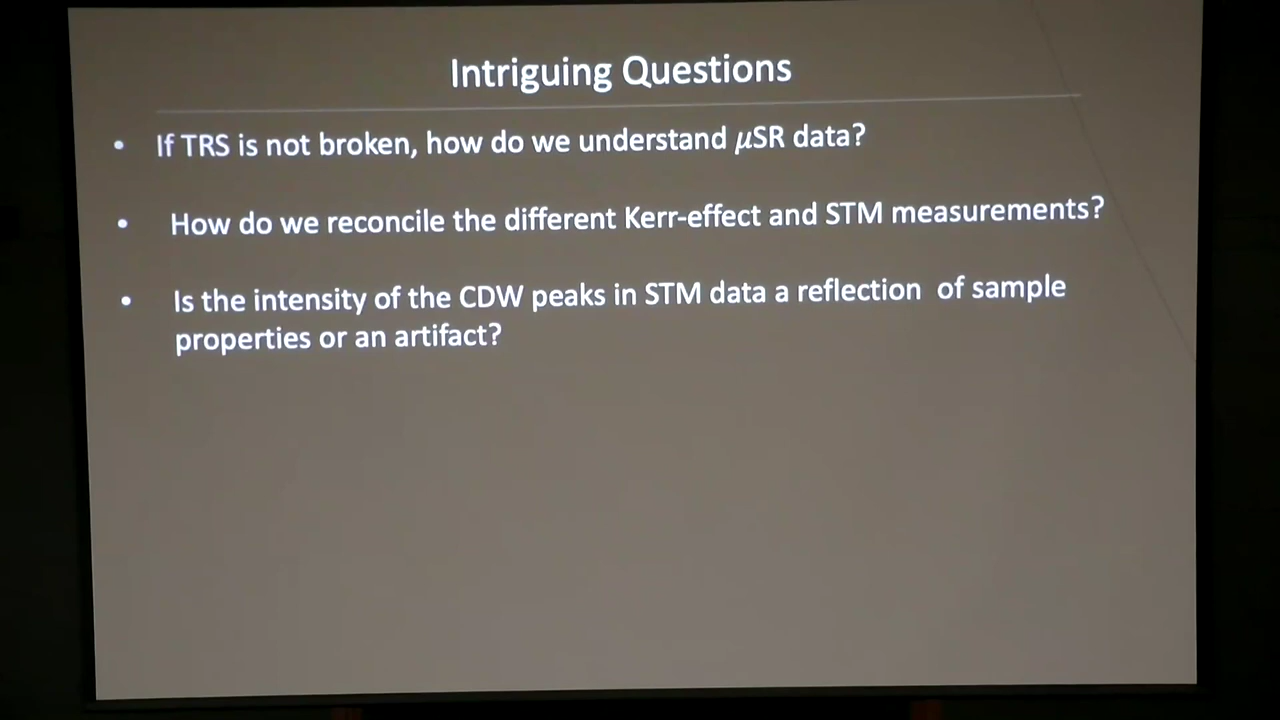 Intriguing Questions
• If TRS is not broken, how do we understand μSR data?
• How do we reconcile the different Kerr-effect and STM measurements?
• Is the intensity of the CDW peaks in STM data a reflection of sample
properties or an artifact?